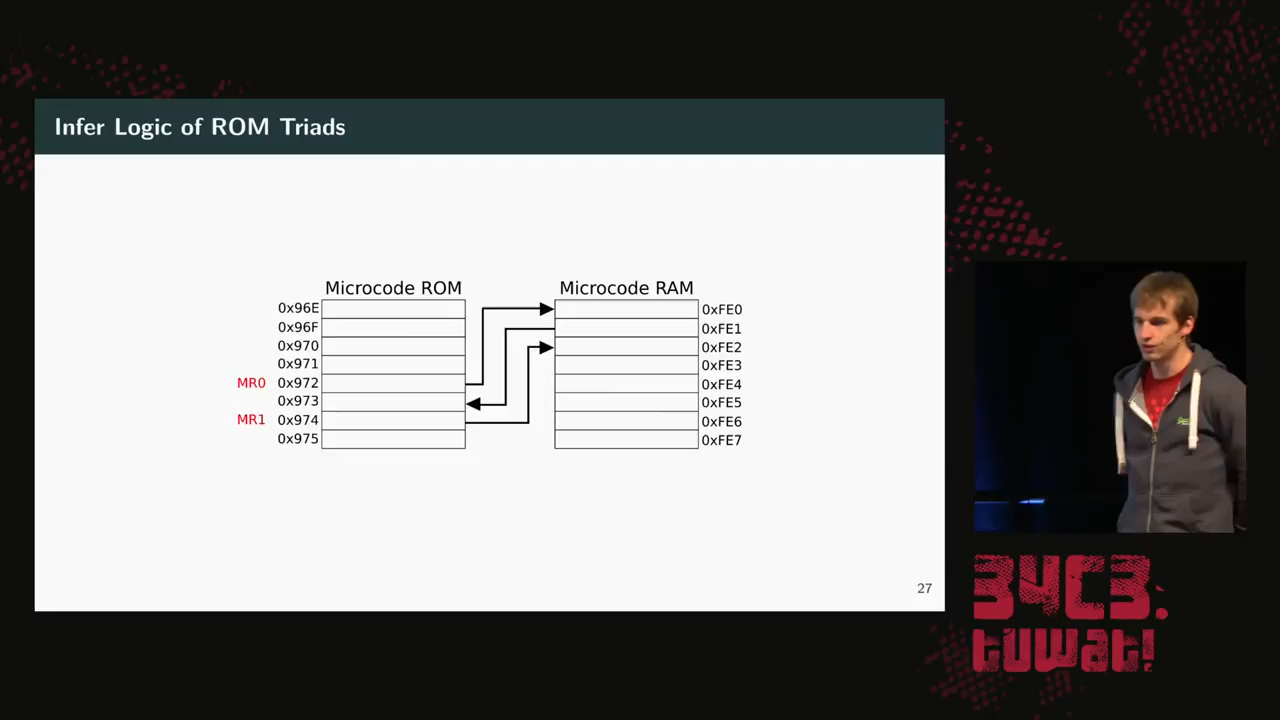 Infer Logic of ROM Triads
Microcode ROM
Microcode RAM
0x96E
0x96F
0x970
0x971
MR0 0x972
0x973
MR1 0x974
0x975
0xFE0
0xFE1
0xFE2
0xFE3
0xFE4
0xFE5
0xFE6
0xFE7
27
34C3.
tuwat!